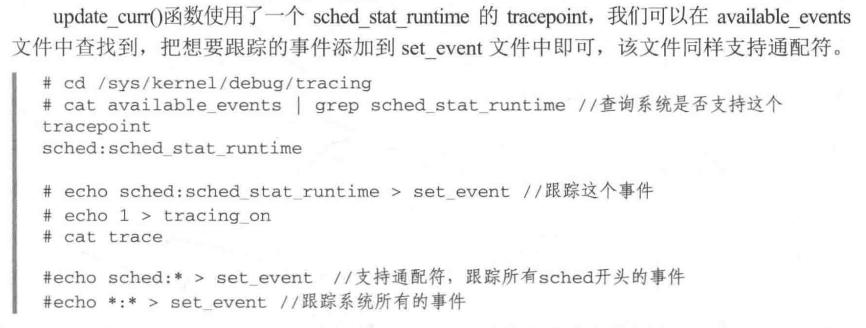 update_curr()函数使用了一个 sched_stat_runtime 的 tracepoint，我们可以在 available_events
文件中查找到，把想要跟踪的事件添加到 set_event 文件中即可，该文件同样支持通配符。
# cd /sys/kernel/debug/tracing
# cat available_events | grep sched_stat_runtime //查询系统是否支持这个
tracepoint
sched:sched_stat_runtime
# echo sched:sched_stat_runtime > set_event //跟踪这个事件
# echo 1 > tracing_on
# cat trace
#echo sched:* > set_event //支持通配符，跟踪所有sched开头的事件
#echo *:* > set_event //跟踪系统所有的事件